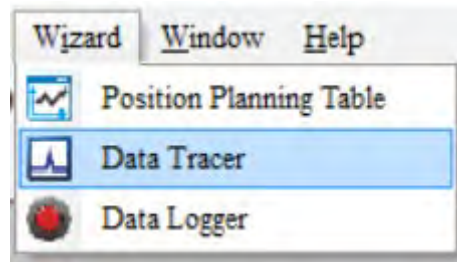 Wizard Window Help
Position Planning Table
Data Tracer
Data Logger